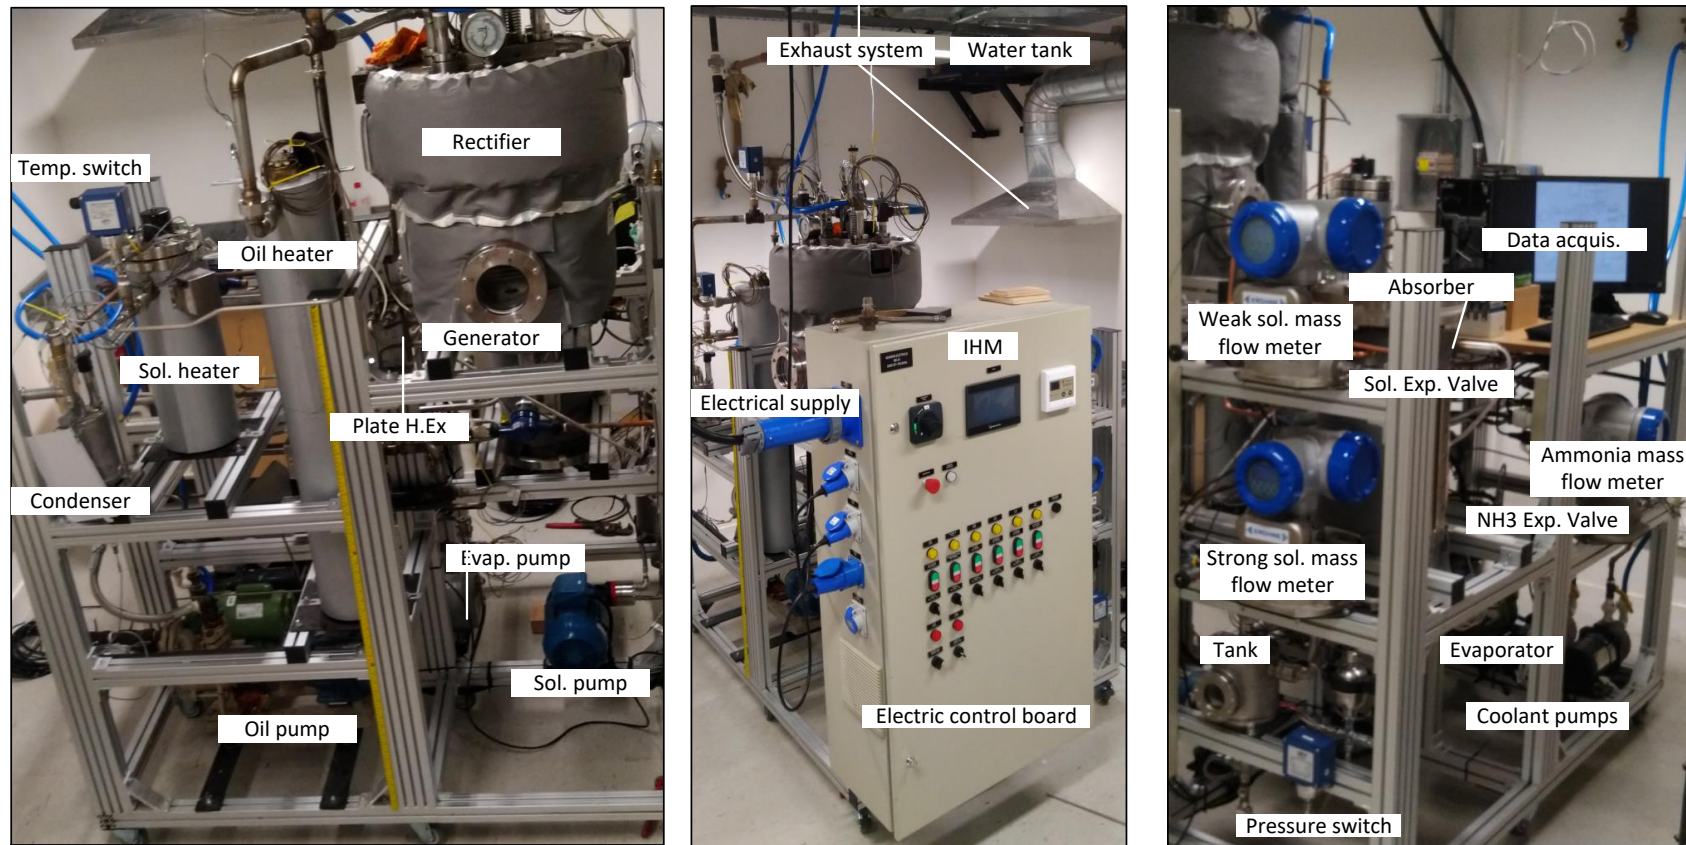 Rectifier
Temp. switch
Oil heater
Generator
Sol. heater
Plate H.Ex
Condenser
Evap. pump
Sol. pump
Oil pump
Exhaust system
Water tank
IHM
Electrical supply
Electric control board
Data acquis.
Absorber
Weak sol. mass
flow meter
Sol. Exp. Valve
Ammonia mass
flow meter
NH3 Exp. Valve
Strong sol. mass
flow meter
Tank
Evaporator
Coolant pumps
Pressure switch
KROHNE